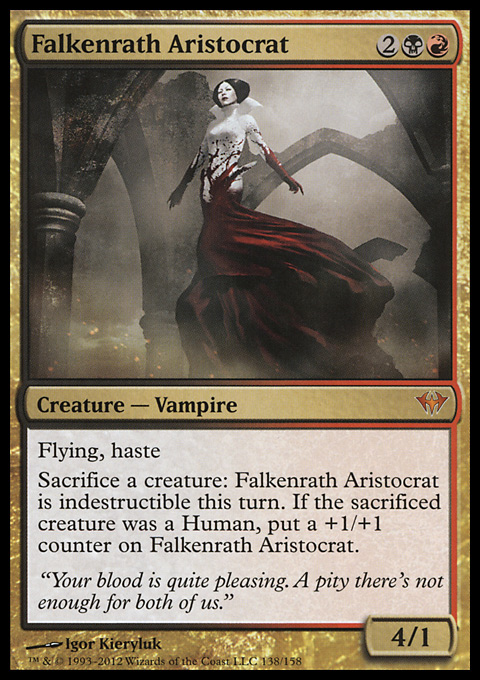 Falkenrath Aristocrat 2
Creature — Vampire
Flying, haste
Sacrifice a creature: Falkenrath Aristocrat
is indestructible this turn. If the sacrificed
creature was a Human, put a +1/+1
counter on Falkenrath Aristocrat.
“Your blood is quite pleasing. A pity there’s not
enough for both of us.”
Igor Kieryluk
4/1
™ & © 1993–2012 Wizards of the Coast LLC 138/158